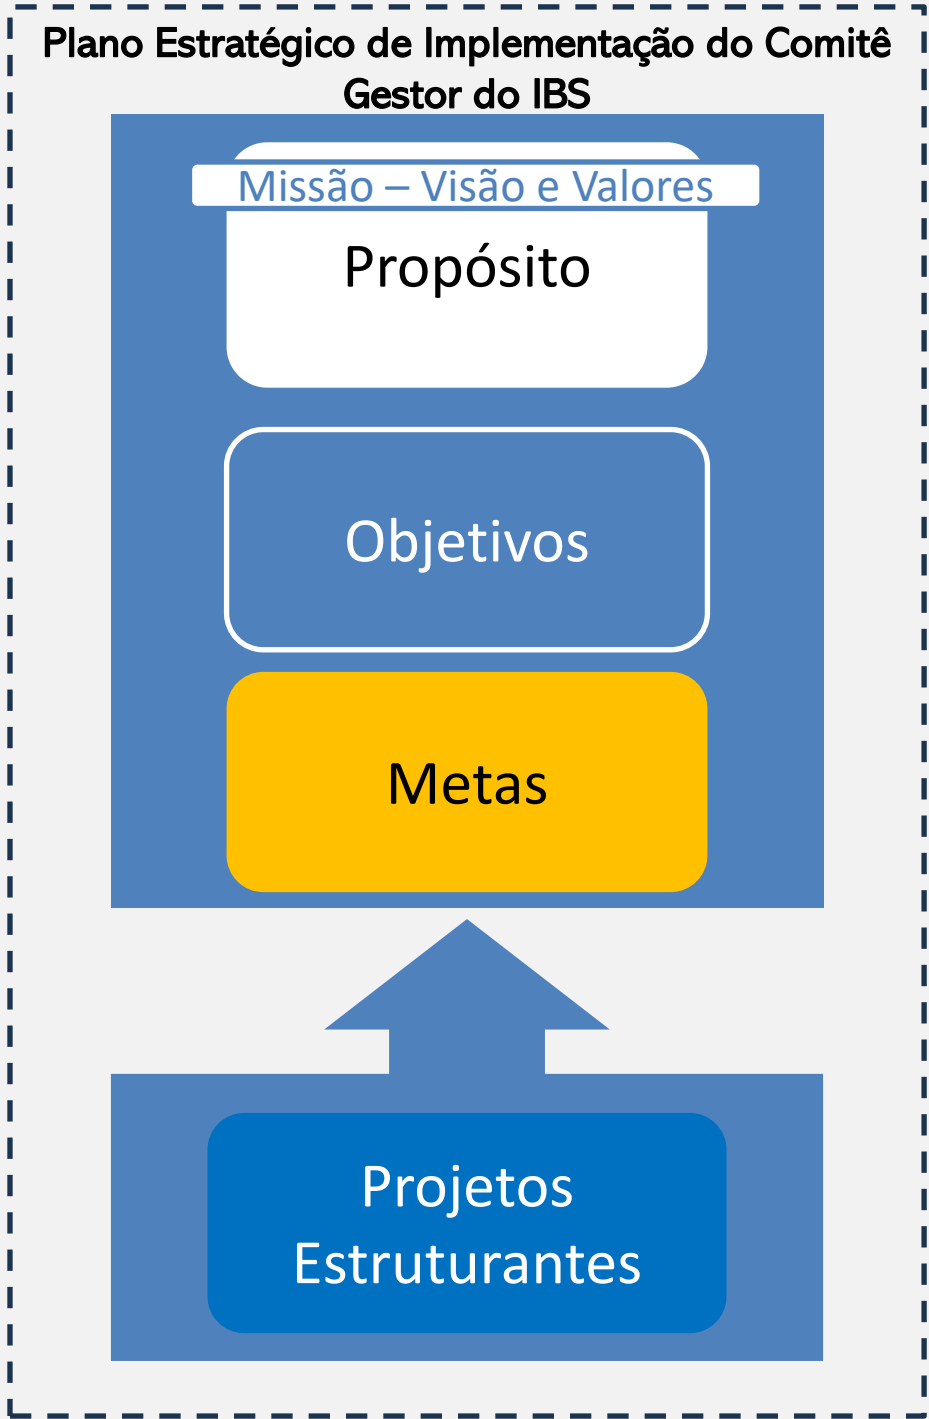 Plano Estratégico de Implementação do Comitê
Gestor do IBS
Missão – Visão e Valores
Propósito
Objetivos
Metas
Projetos
Estruturantes